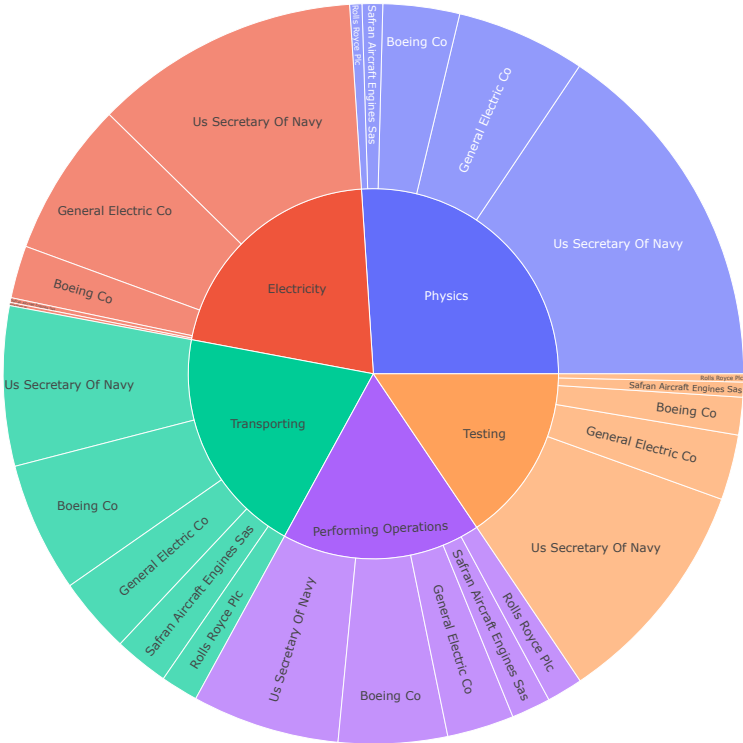 Physics
Us Secretary Of Navy
General Electric Co
Boeing Co
Safran Aircraft Engines Sas
Rolls Royce Plc
Electricity
Us Secretary Of Navy
General Electric Co
Boeing Co
Transporting
Us Secretary Of Navy
Boeing Co
General Electric Co
Safran Aircraft Engines Sas
Rolls Royce Plc
Performing Operations
Us Secretary Of Navy
Boeing Co
General Electric Co
Safran Aircraft Engines Sas
Rolls Royce Plc
Testing
Us Secretary Of Navy
General Electric Co
Boeing Co
Safran Aircraft Engines Sas
Rolls Royce Plc